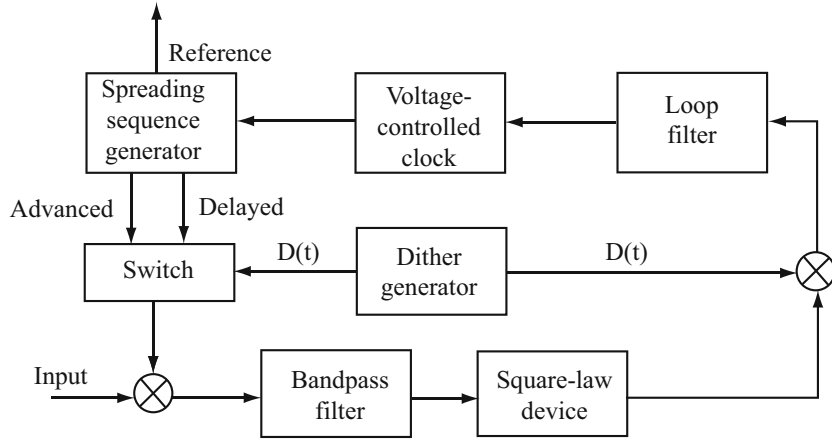 Reference
Spreading
sequence
generator
Voltage-
controlled
clock
Loop
filter
Advanced
Delayed
Switch
D(t)
Dither
generator
D(t)
Input
Bandpass
filter
Square-law
device